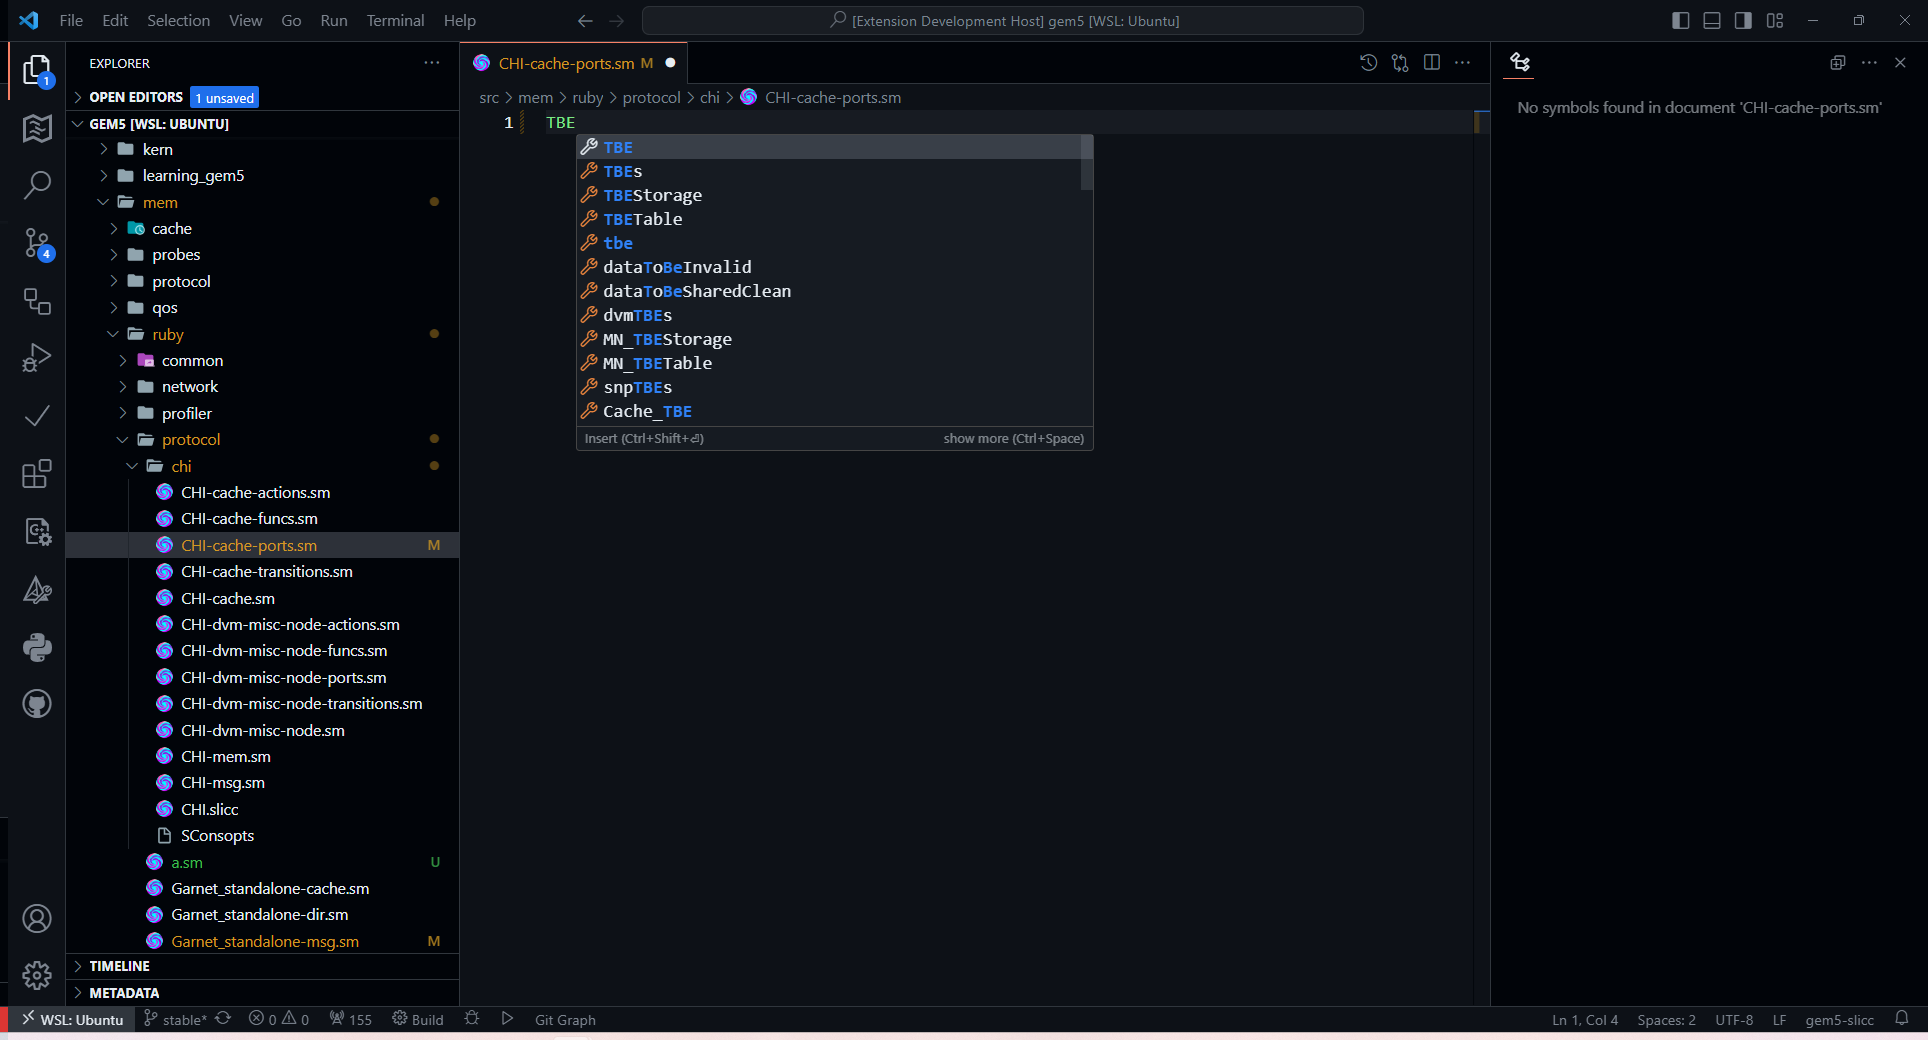 File Edit Selection View Go Run Terminal Help
[Extension Development Host] gem5 [WSL: Ubuntu]
EXPLORER
OPEN EDITORS 1 unsaved
GEM5 [WSL: UBUNTU]
kern
learning_gem5
mem
cache
probes
protocol
qos
ruby
common
network
profiler
protocol
chi
CHI-cache-actions.sm
CHI-cache-funcs.sm
CHI-cache-ports.sm M
CHI-cache-transitions.sm
CHI-cache.sm
CHI-dvm-misc-node-actions.sm
CHI-dvm-misc-node-funcs.sm
CHI-dvm-misc-node-ports.sm
CHI-dvm-misc-node-transitions.sm
CHI-dvm-misc-node.sm
CHI-mem.sm
CHI-msg.sm
CHI.slicc
SConsopts
a.sm U
Garnet_standalone-cache.sm
Garnet_standalone-dir.sm
Garnet_standalone-msg.sm M
TIMELINE
METADATA
1
4
CHI-cache-ports.sm M
src > mem > ruby > protocol > chi > CHI-cache-ports.sm
1 TBE
TBE
TBEs
TBEStorage
TBETable
tbe
dataToBeInvalid
dataToBeSharedClean
dvmTBEs
MN_TBEStorage
MN_TBETable
snpTBEs
Cache_TBE
Insert (Ctrl+Shift+⏎) show more (Ctrl+Space)
No symbols found in document 'CHI-cache-ports.sm'
WSL: Ubuntu stable* 0 0 155 Build Git Graph Ln 1, Col 4 Spaces: 2 UTF-8 LF gem5-slicc